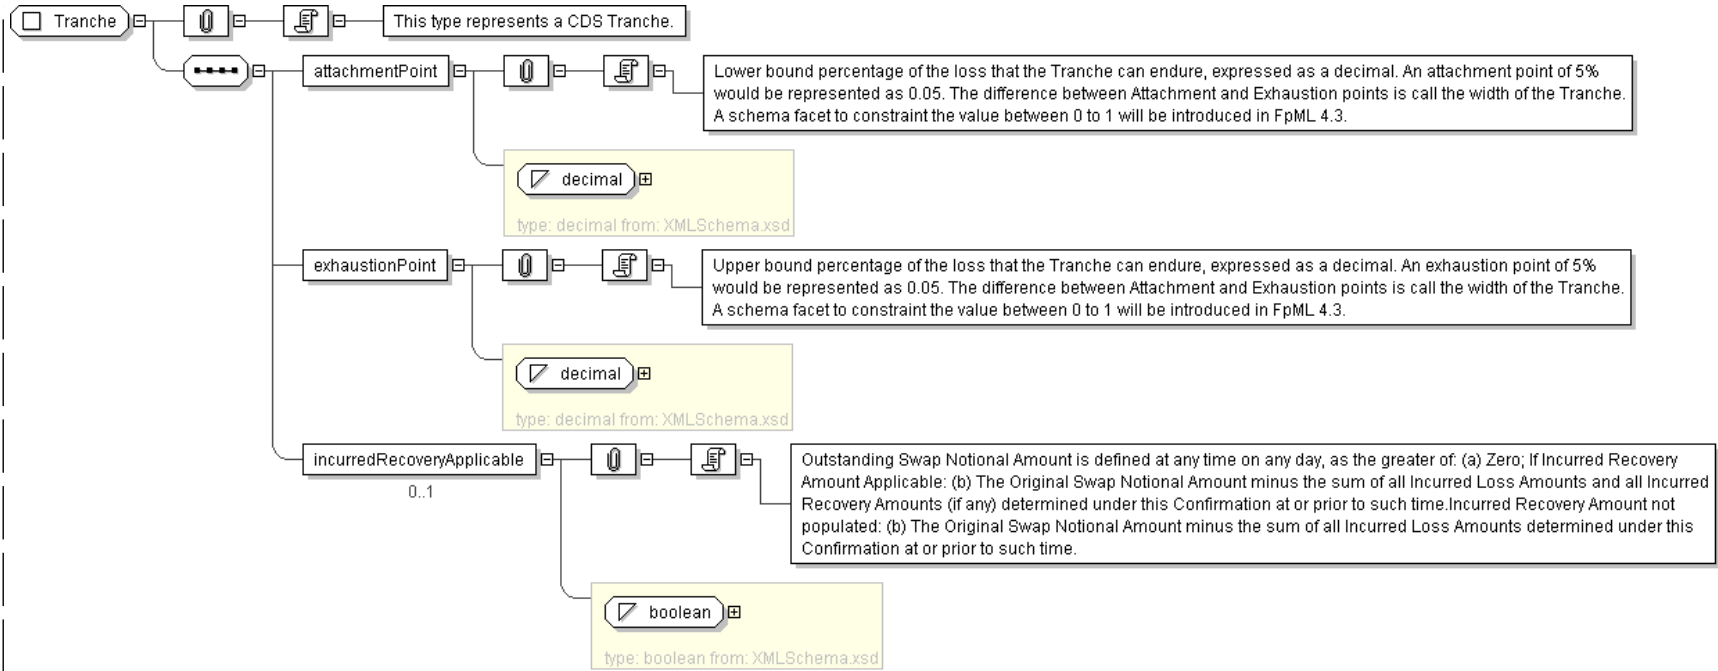 Tranche
This type represents a CDS Tranche.
attachmentPoint
Lower bound percentage of the loss that the Tranche can endure, expressed as a decimal. An attachment point of 5%
would be represented as 0.05. The difference between Attachment and Exhaustion points is call the width of the Tranche.
A schema facet to constraint the value between 0 to 1 will be introduced in FpML 4.3.
decimal
type: decimal from: XMLSchema.xsd
exhaustionPoint
Upper bound percentage of the loss that the Tranche can endure, expressed as a decimal. An exhaustion point of 5%
would be represented as 0.05. The difference between Attachment and Exhaustion points is call the width of the Tranche.
A schema facet to constraint the value between 0 to 1 will be introduced in FpML 4.3.
decimal
type: decimal from: XMLSchema.xsd
incurredRecoveryApplicable
0..1
Outstanding Swap Notional Amount is defined at any time on any day, as the greater of: (a) Zero; If Incurred Recovery
Amount Applicable: (b) The Original Swap Notional Amount minus the sum of all Incurred Loss Amounts and all Incurred
Recovery Amounts (if any) determined under this Confirmation at or prior to such time.Incurred Recovery Amount not
populated: (b) The Original Swap Notional Amount minus the sum of all Incurred Loss Amounts determined under this
Confirmation at or prior to such time.
boolean
type: boolean from: XMLSchema.xsd